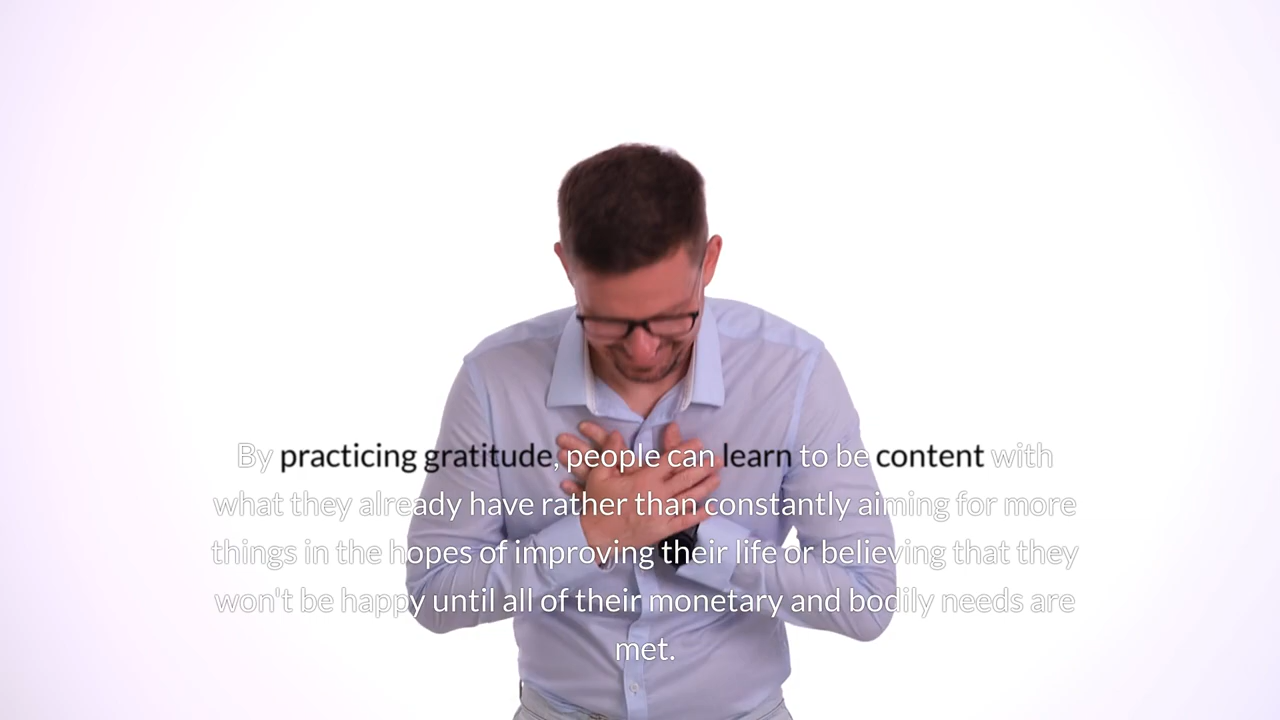 By practicing gratitude, people can learn to be content with
what they already have rather than constantly aiming for more
things in the hopes of improving their life or believing that they
won't be happy until all of their monetary and bodily needs are
met.